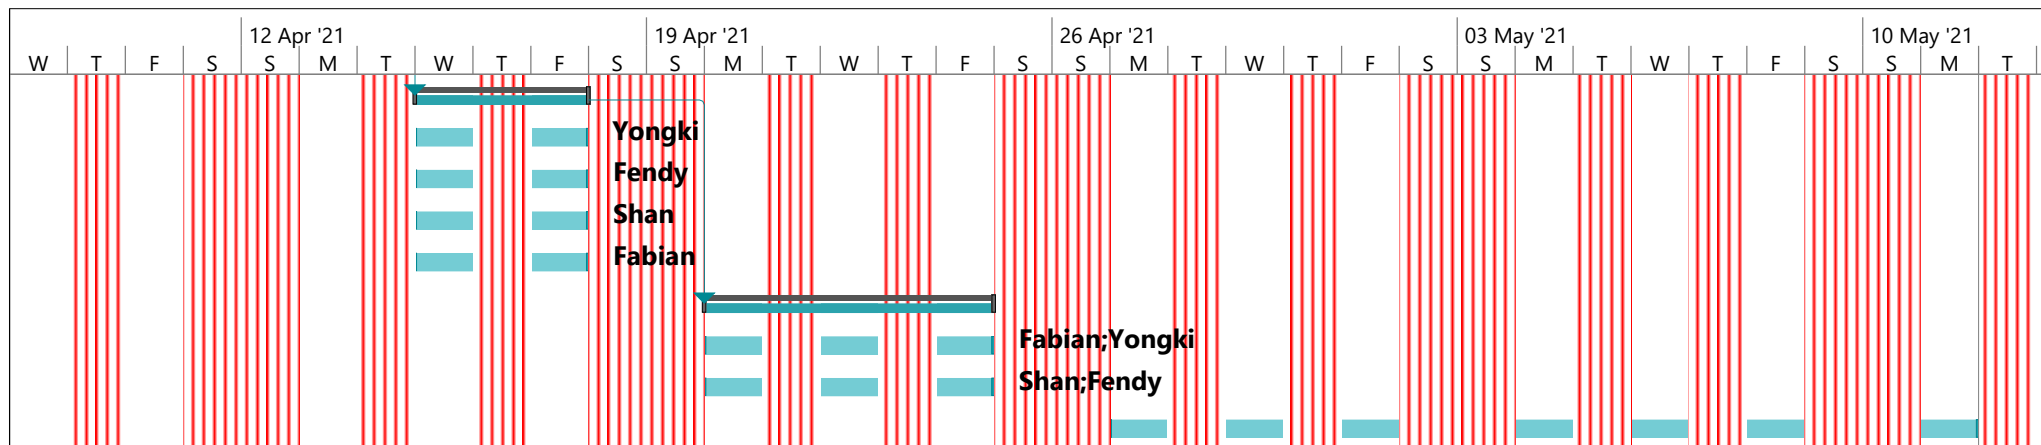 12 Apr '21 19 Apr '21 26 Apr '21 03 May '21 10 May '21
W T F S S M T W T F S S M T W T F S S M T W T F S S M T W T F S S M T
Yongki
Fendy
Shan
Fabian
Fabian;Yongki
Shan;Fendy